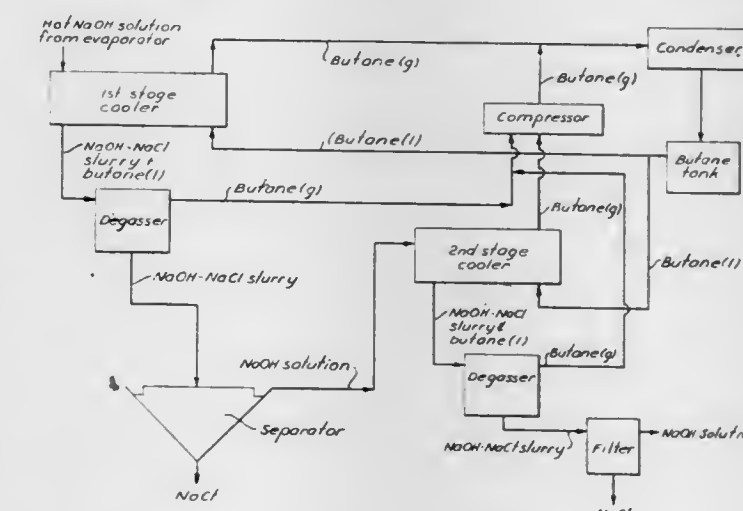 Hot NaOH solution
from evaporator
Butane(g)
Condenser
1st stage
cooler
Butane(g)
Compressor
(Butane(l)
NaOH-NaCl
slurry &
butane(l)
Butane
tank
Butane(g)
Degasser
Butane(g)
2nd stage
cooler
Butane(l)
NaOH-NaCl slurry
NaOH-NaCl
slurry &
butane(l)
NaOH solution
Butane(g)
Degasser
Separator
NaOH-NaCl slurry
Filter
NaOH
NaCl